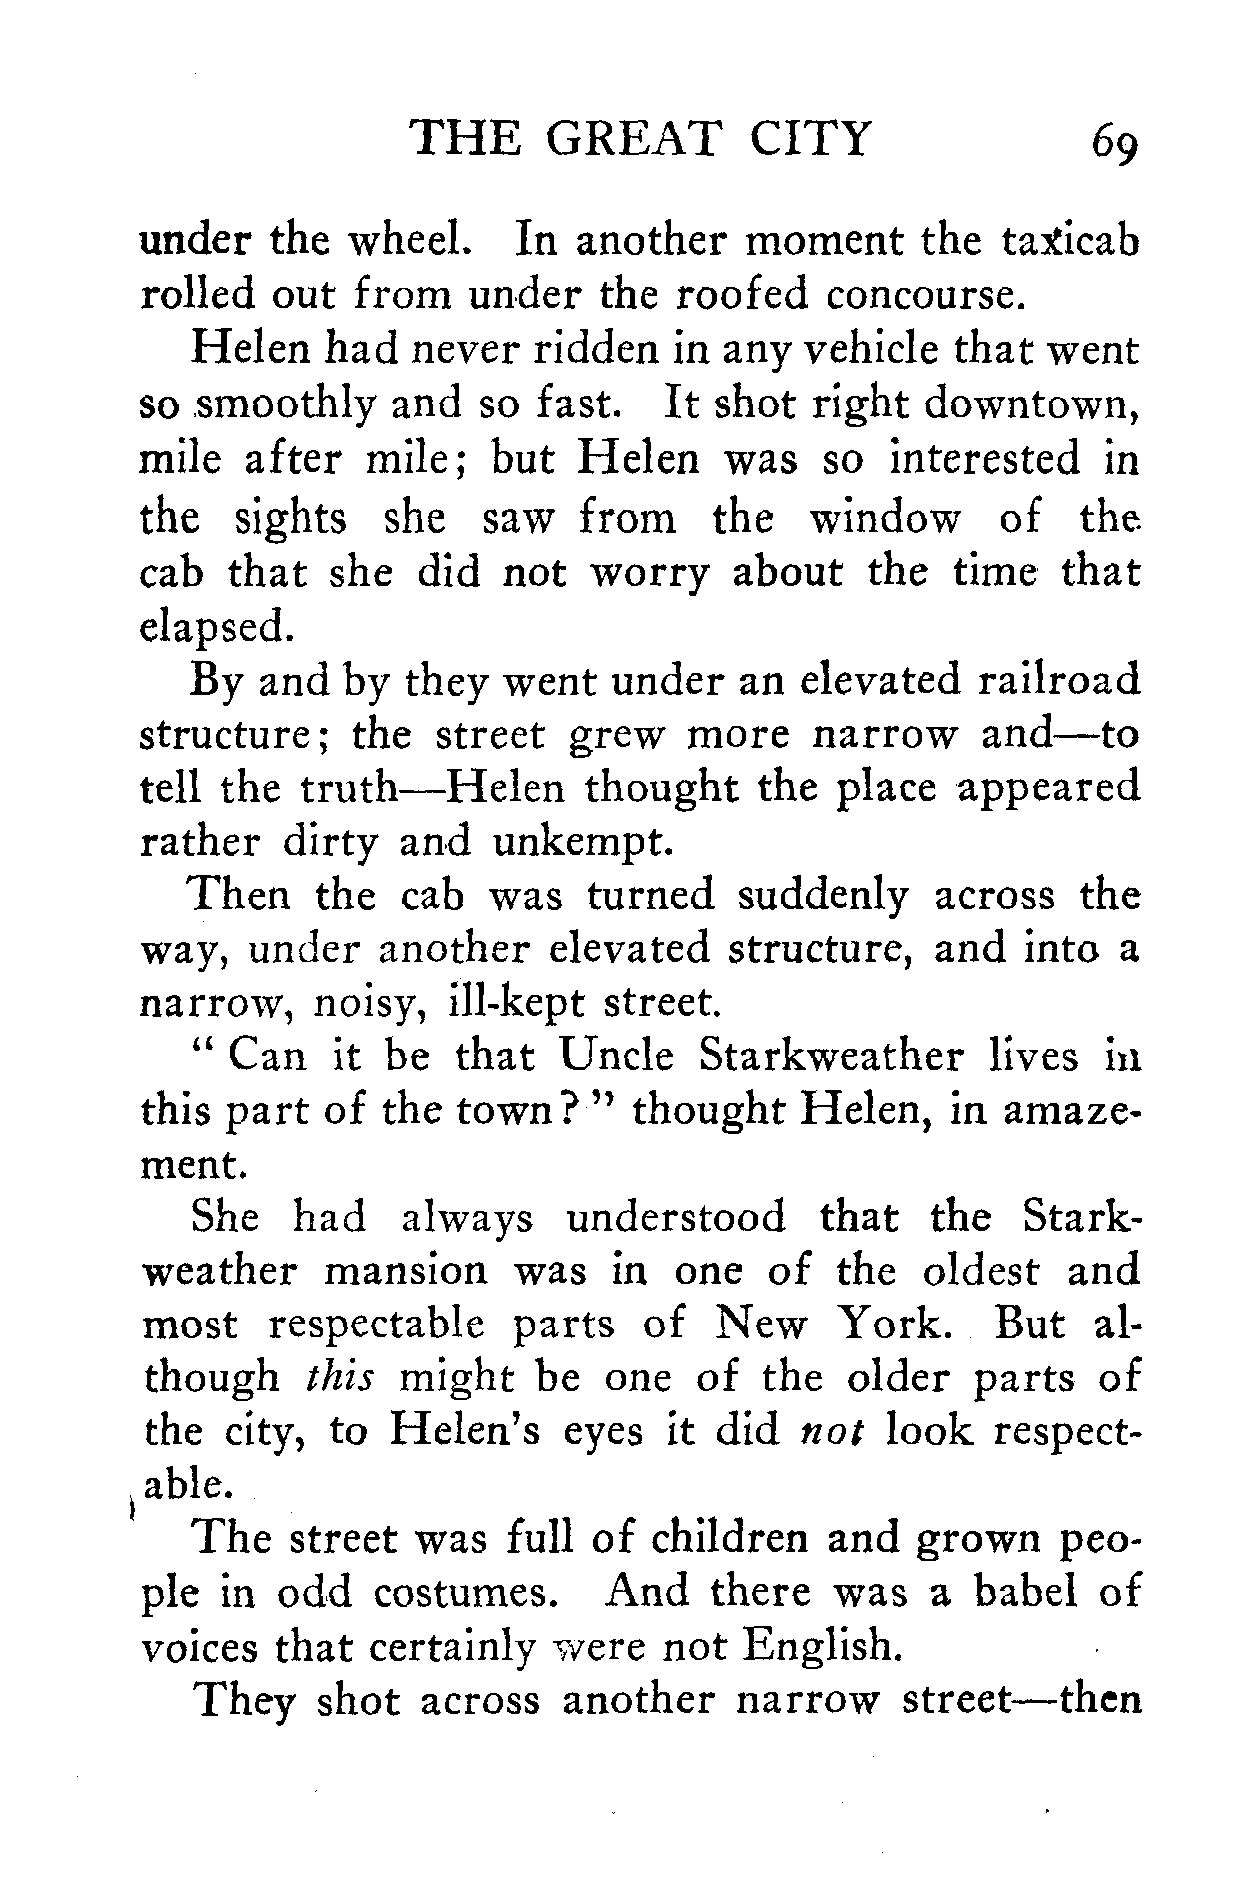 THE GREAT CITY 69
under the wheel. In another moment the taxicab
rolled out from under the roofed concourse.
Helen had never ridden in any vehicle that went
so smoothly and so fast. It shot right downtown,
mile after mile; but Helen was so interested in
the sights she saw from the window of the
cab that she did not worry about the time that
elapsed.
By and by they went under an elevated railroad
structure; the street grew more narrow and—to
tell the truth—Helen thought the place appeared
rather dirty and unkempt.
Then the cab was turned suddenly across the
way, under another elevated structure, and into a
narrow, noisy, ill-kept street.
“ Can it be that Uncle Starkweather lives in
this part of the town? ” thought Helen, in amaze-
ment.
She had always understood that the Stark-
weather mansion was in one of the oldest and
most respectable parts of New York. But al-
though this might be one of the older parts of
the city, to Helen’s eyes it did not look respect-
able.
The street was full of children and grown peo-
ple in odd costumes. And there was a babel of
voices that certainly were not English.
They shot across another narrow street—then